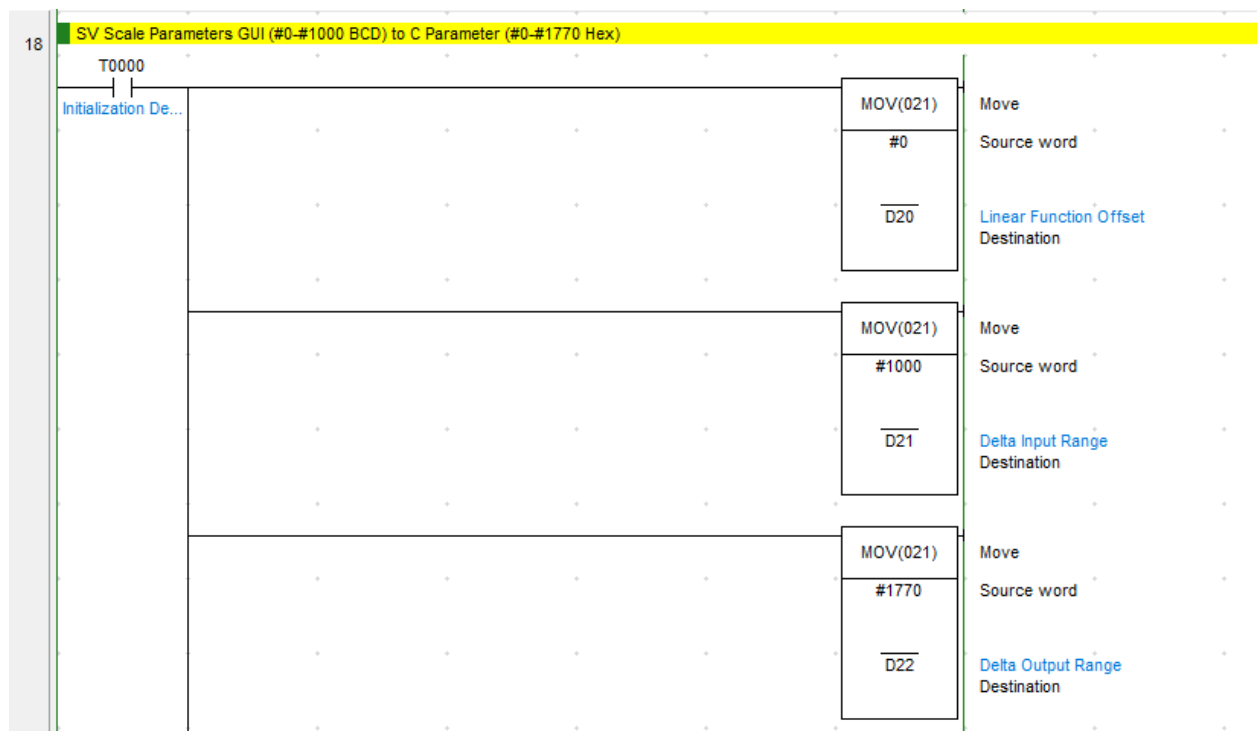 18
SV Scale Parameters GUI (#0-#1000 BCD) to C Parameter (#0-#1770 Hex)
T0000
Initialization De...
MOV(021)
Move
#0
Source word
D20
Linear Function Offset
Destination
MOV(021)
Move
#1000
Source word
D21
Delta Input Range
Destination
MOV(021)
Move
#1770
Source word
D22
Delta Output Range
Destination